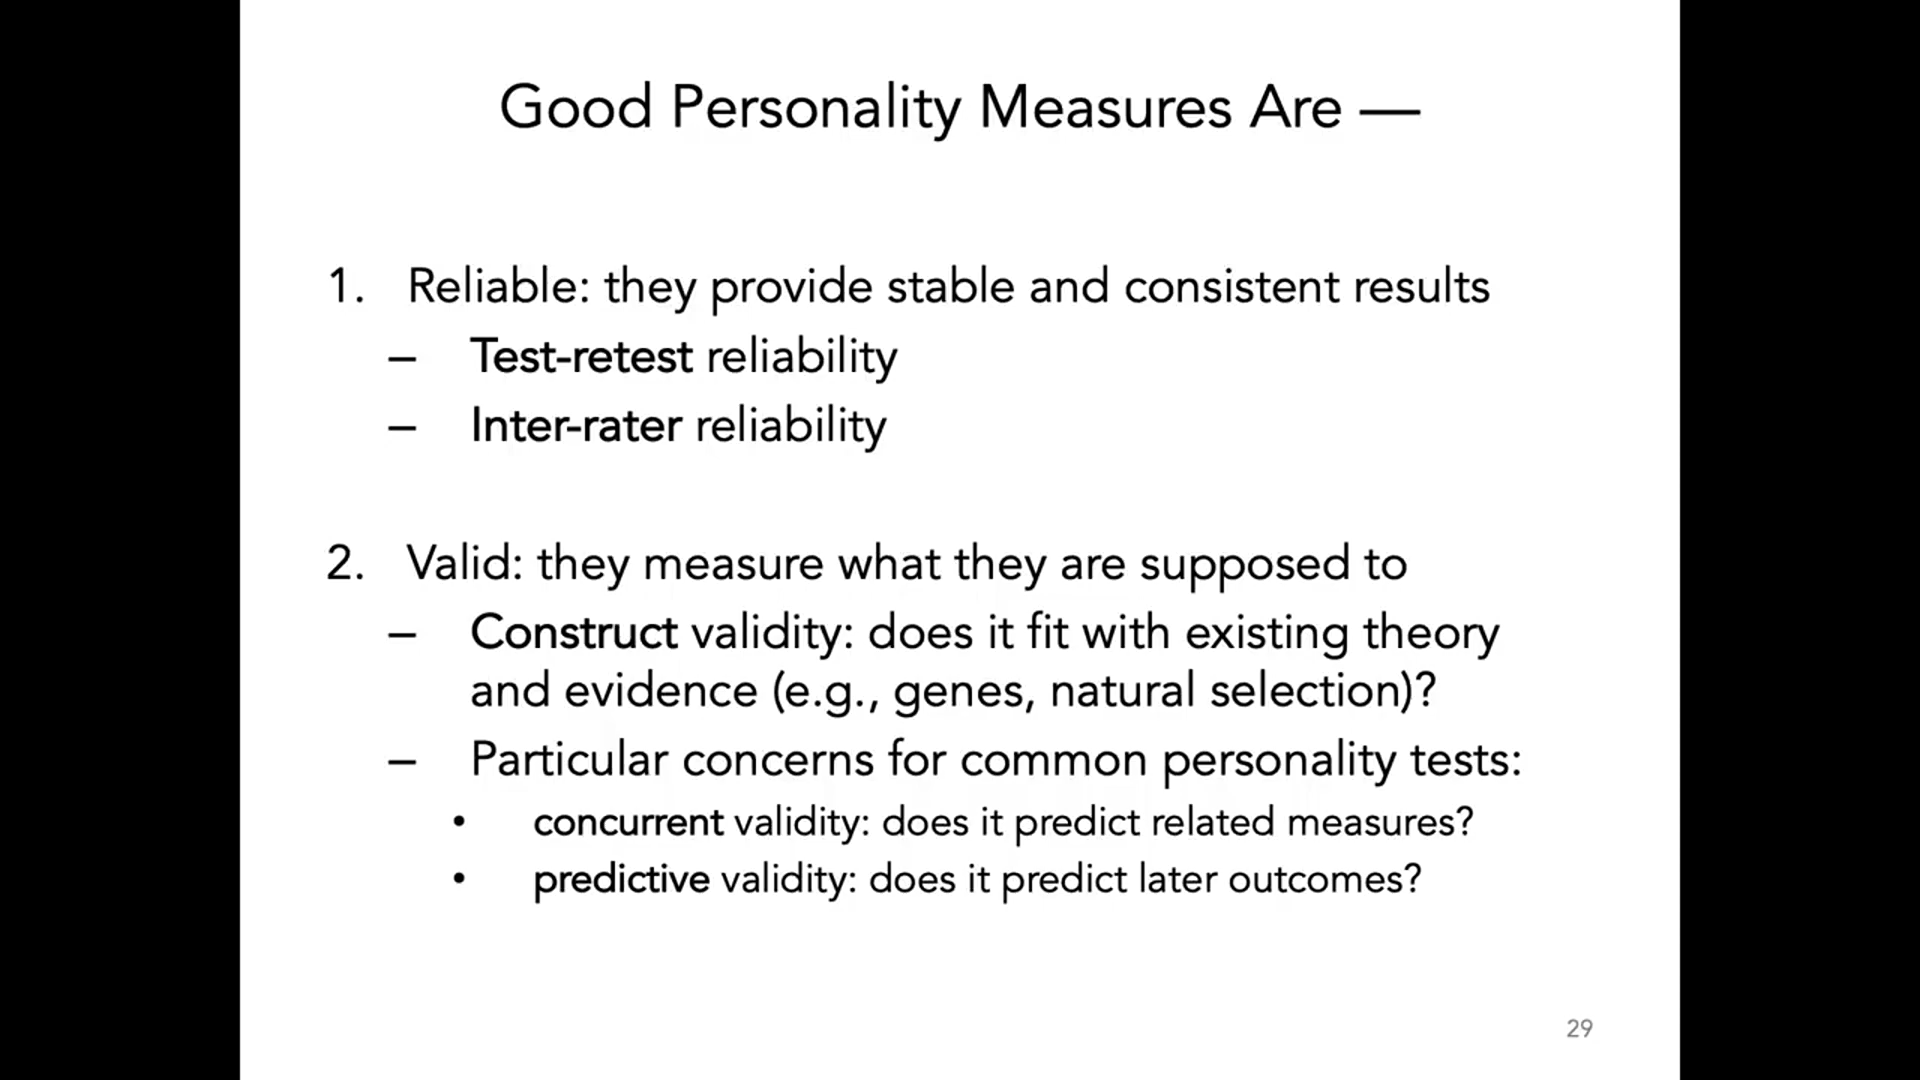 Good Personality Measures Are —
1. Reliable: they provide stable and consistent results
– Test-retest reliability
– Inter-rater reliability
2. Valid: they measure what they are supposed to
– Construct validity: does it fit with existing theory
and evidence (e.g., genes, natural selection)?
– Particular concerns for common personality tests:
• concurrent validity: does it predict related measures?
• predictive validity: does it predict later outcomes?
29